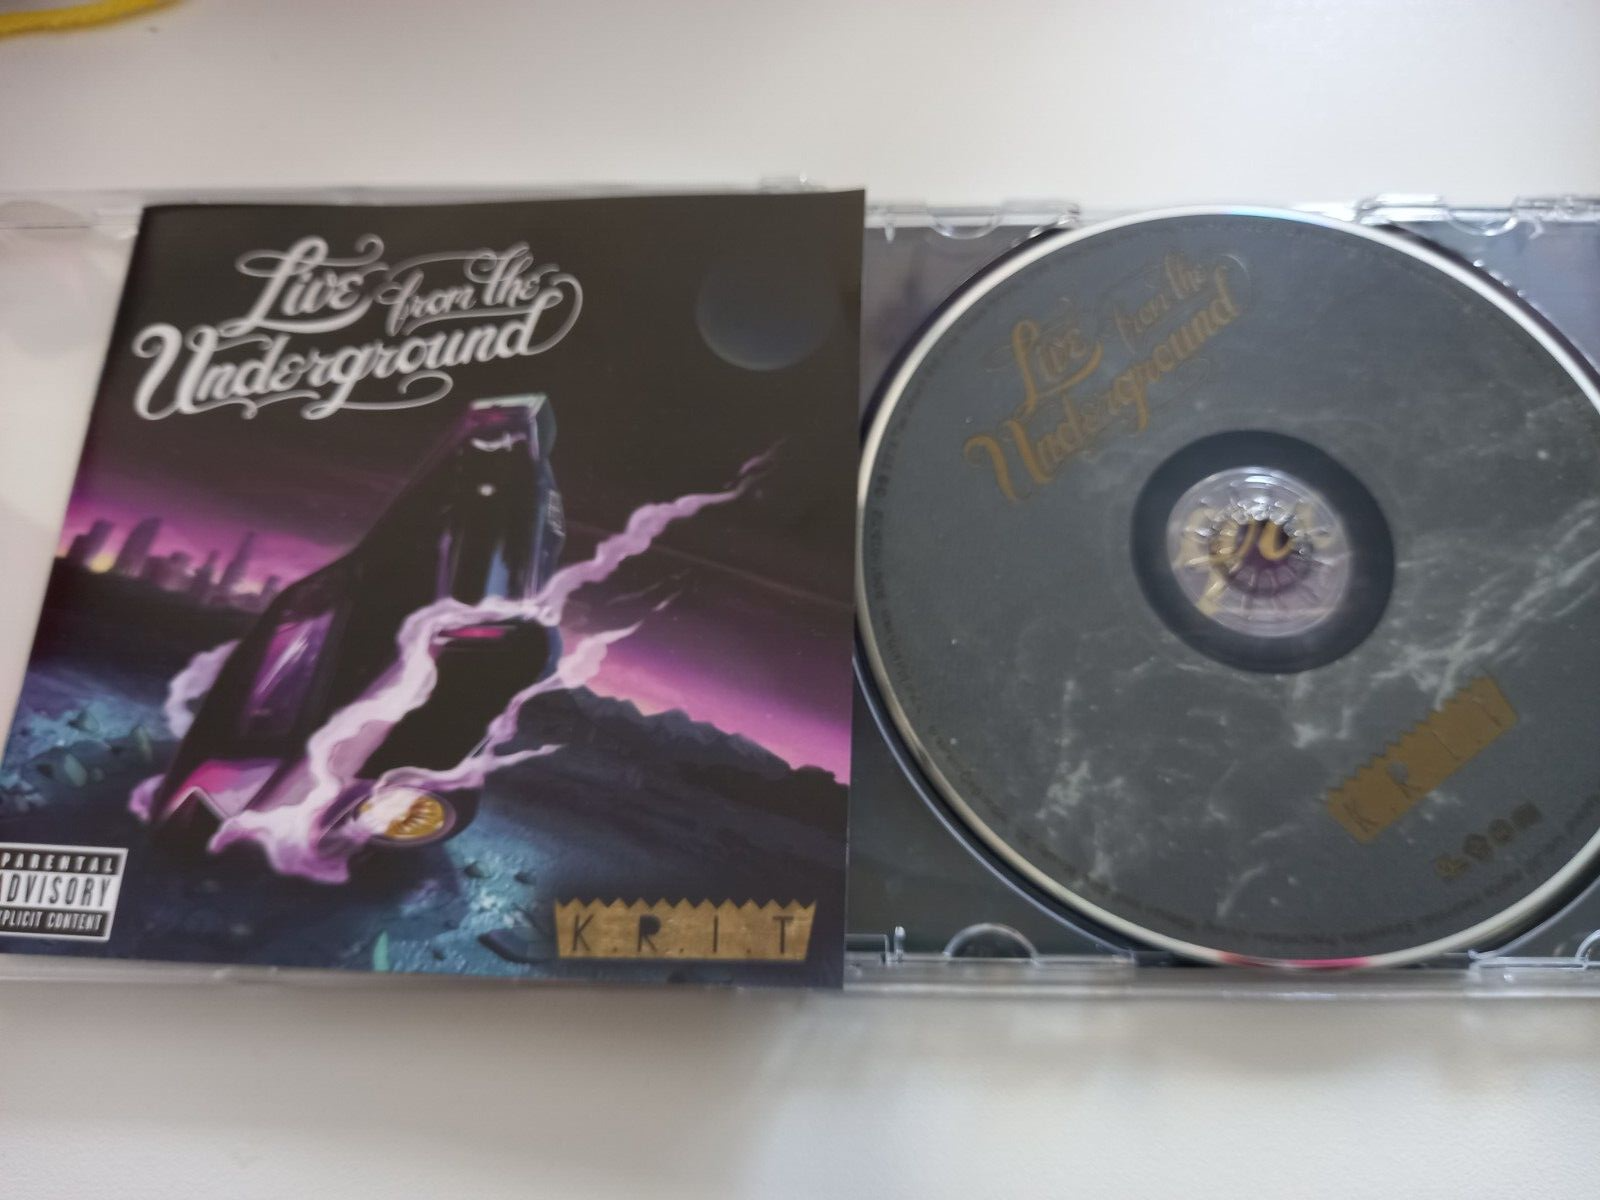 Live from the
Underground
PARENTAL
ADVISORY
EXPLICIT CONTENT
K.R.I.T
Live from the
Underground
K.R.I.T